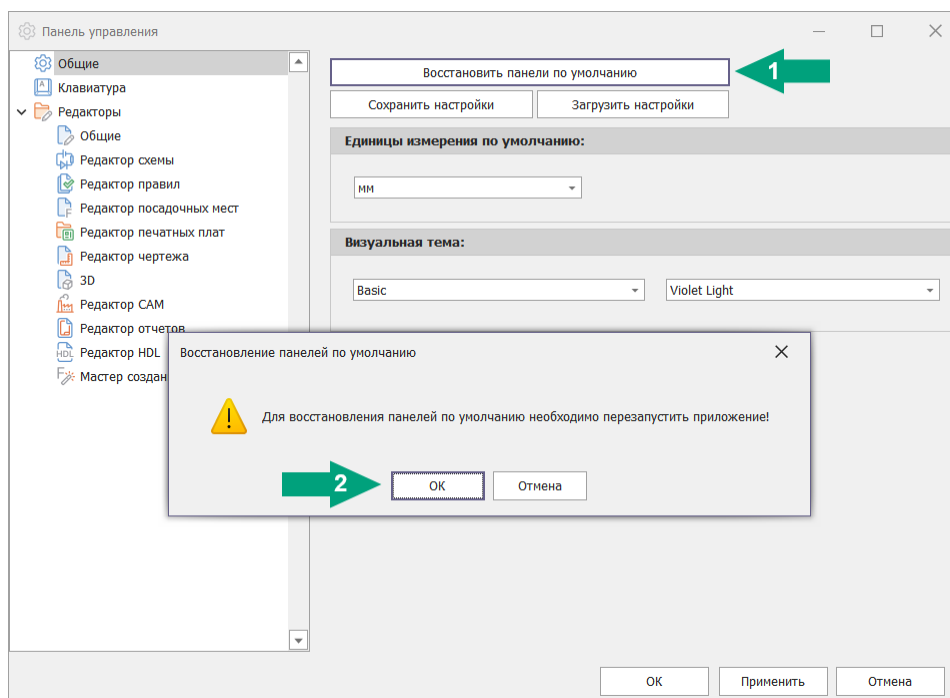 Панель управления
Общие
Клавиатура
Редакторы
Общие
Редактор схемы
Редактор правил
Редактор посадочных мест
Редактор печатных плат
Редактор чертежа
3D
Редактор CAM
Редактор отчетов
Редактор HDL
Мастер создан
Восстановить панели по умолчанию
1
Сохранить настройки
Загрузить настройки
Единицы измерения по умолчанию:
мм
Визуальная тема:
Basic
Violet Light
Восстановление панелей по умолчанию
Для восстановления панелей по умолчанию необходимо перезапустить приложение!
2
ОК
Отмена
ОК
Применить
Отмена